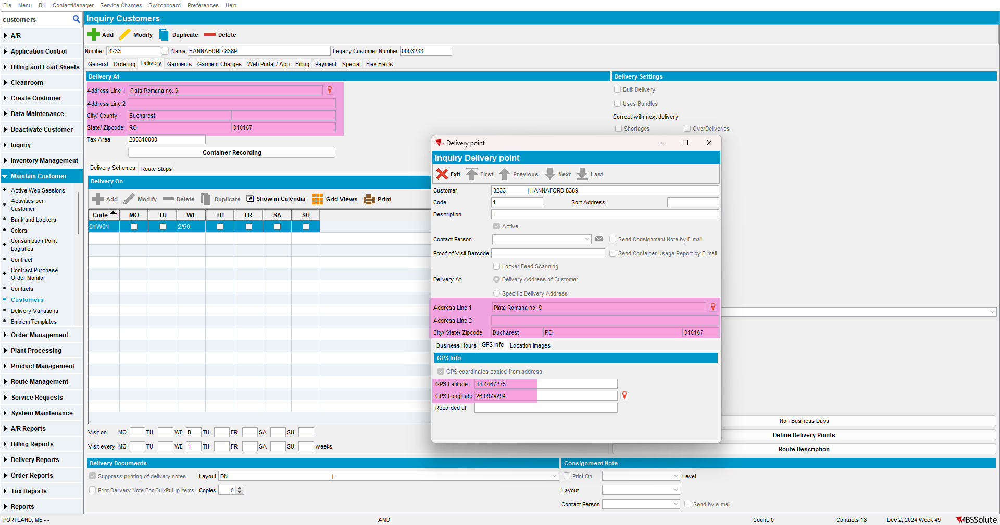 File Menu BU ContactManager Service Charges Switchboard Preferences Help
customers
Inquiry Customers
Add Modify Duplicate Delete
Number 3233 ... Name HANNAFORD 8389 Legacy Customer Number 0003233
General Ordering Delivery Garments Garment Charges Web Portal / App Billing Payment Special Flex Fields
A/R
Application Control
Billing and Load Sheets
Cleanroom
Create Customer
Data Maintenance
Deactivate Customer
Inquiry
Inventory Management
Maintain Customer
Active Web Sessions
Activities per
Customer
Bank and Lockers
Colors
Consumption Point
Logistics
Contract
Contract Purchase
Order Monitor
Contacts
Customers
Delivery Variations
Emblem Templates
Order Management
Plant Processing
Product Management
Route Management
Service Requests
System Maintenance
A/R Reports
Billing Reports
Delivery Reports
Order Reports
Tax Reports
Reports
Delivery At
Address Line 1 Piata Romana no. 9
Address Line 2
City/ County Bucharest
State/ Zipcode RO 010167
Tax Area 200310000
Container Recording
Delivery Schemes Route Stops
Delivery On
Add Modify Delete Duplicate 16 Show in Calendar Grid Views Print
Code 1 MO TU WE TH FR SA SU
01W01 2/50
Visit on MO TU WE B TH FR SA SU
Visit every MO TU WE 1 TH FR SA SU weeks
Delivery Settings
Bulk Delivery
Uses Bundles
Correct with next delivery:
Shortages OverDeliveries
Delivery point
Inquiry Delivery point
Exit First Previous Next Last
Customer 3233 | HANNAFORD 8389
Code 1 Sort Address
Description -
Active
Contact Person Send Consignment Note by E-mail
Proof of Visit Barcode Send Container Usage Report by E-mail
Locker Feed Scanning
Delivery At Delivery Address of Customer
Specific Delivery Address
Address Line 1 Piata Romana no. 9
Address Line 2
City/ State/ Zipcode Bucharest RO 010167
Business Hours GPS Info Location Images
GPS Info
GPS coordinates copied from address
GPS Latitude 44.4467275
GPS Longitude 26.0974294
Recorded at
Non Business Days
Define Delivery Points
Route Description
Delivery Documents
Suppress printing of delivery notes Layout DN | -
Print Delivery Note For BulkPutup Items Copies 0
Consignment Note
Print On Level
Layout
Contact Person Send by e-mail
PORTLAND, ME - - AMD Count: 0 Contacts 18 Dec 2, 2024 Week 49 ABSSolute